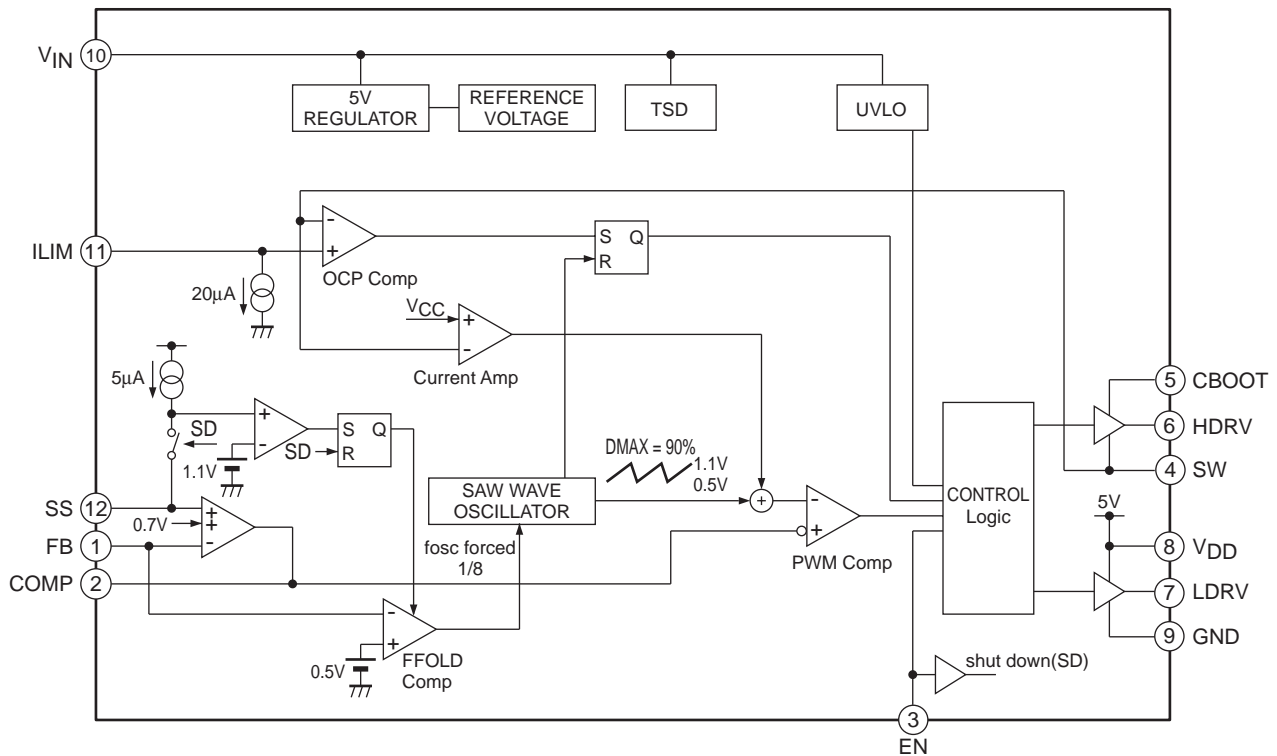 VIN
10
5V
REGULATOR
REFERENCE
VOLTAGE
TSD
UVLO
ILIM
11
-
+
OCP Comp
S Q
R
20μA
VCC
+
-
Current Amp
5μA
SD
+
-
S Q
R
SD
1.1V
DMAX = 90%
1.1V
0.5V
SAW WAVE
OSCILLATOR
+
-
+
PWM Comp
CONTROL
Logic
5
CBOOT
6
HDRV
4
SW
5V
8
VDD
7
LDRV
9
GND
SS
12
0.7V
+
+
-
FB
1
COMP
2
fosc forced
1/8
-
+
0.5V
FFOLD
Comp
shut down(SD)
3
EN